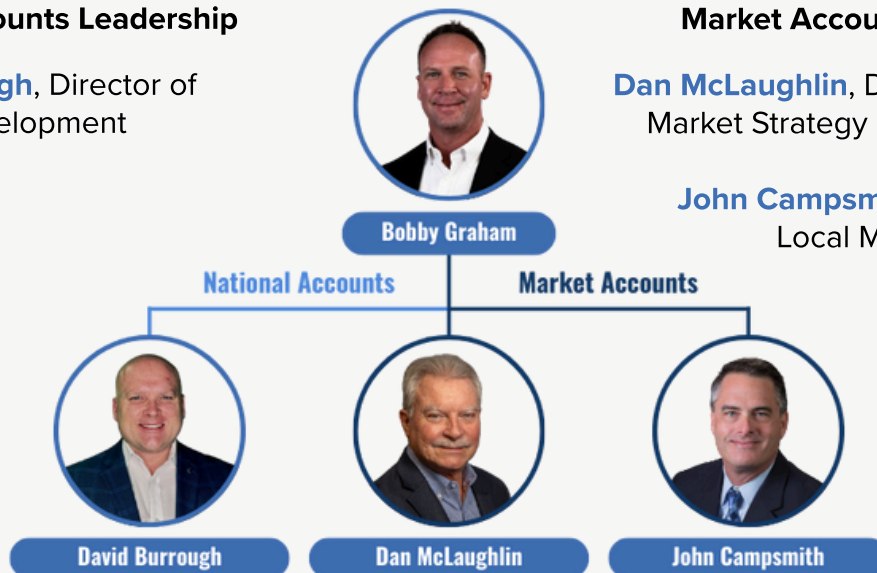 ounts Leadership
gh, Director of
elopment
Market Accou
Dan McLaughlin, D
Market Strategy
John Campsm
Local M
Bobby Graham
National Accounts
Market Accounts
David Burrough
Dan McLaughlin
John Campsmith